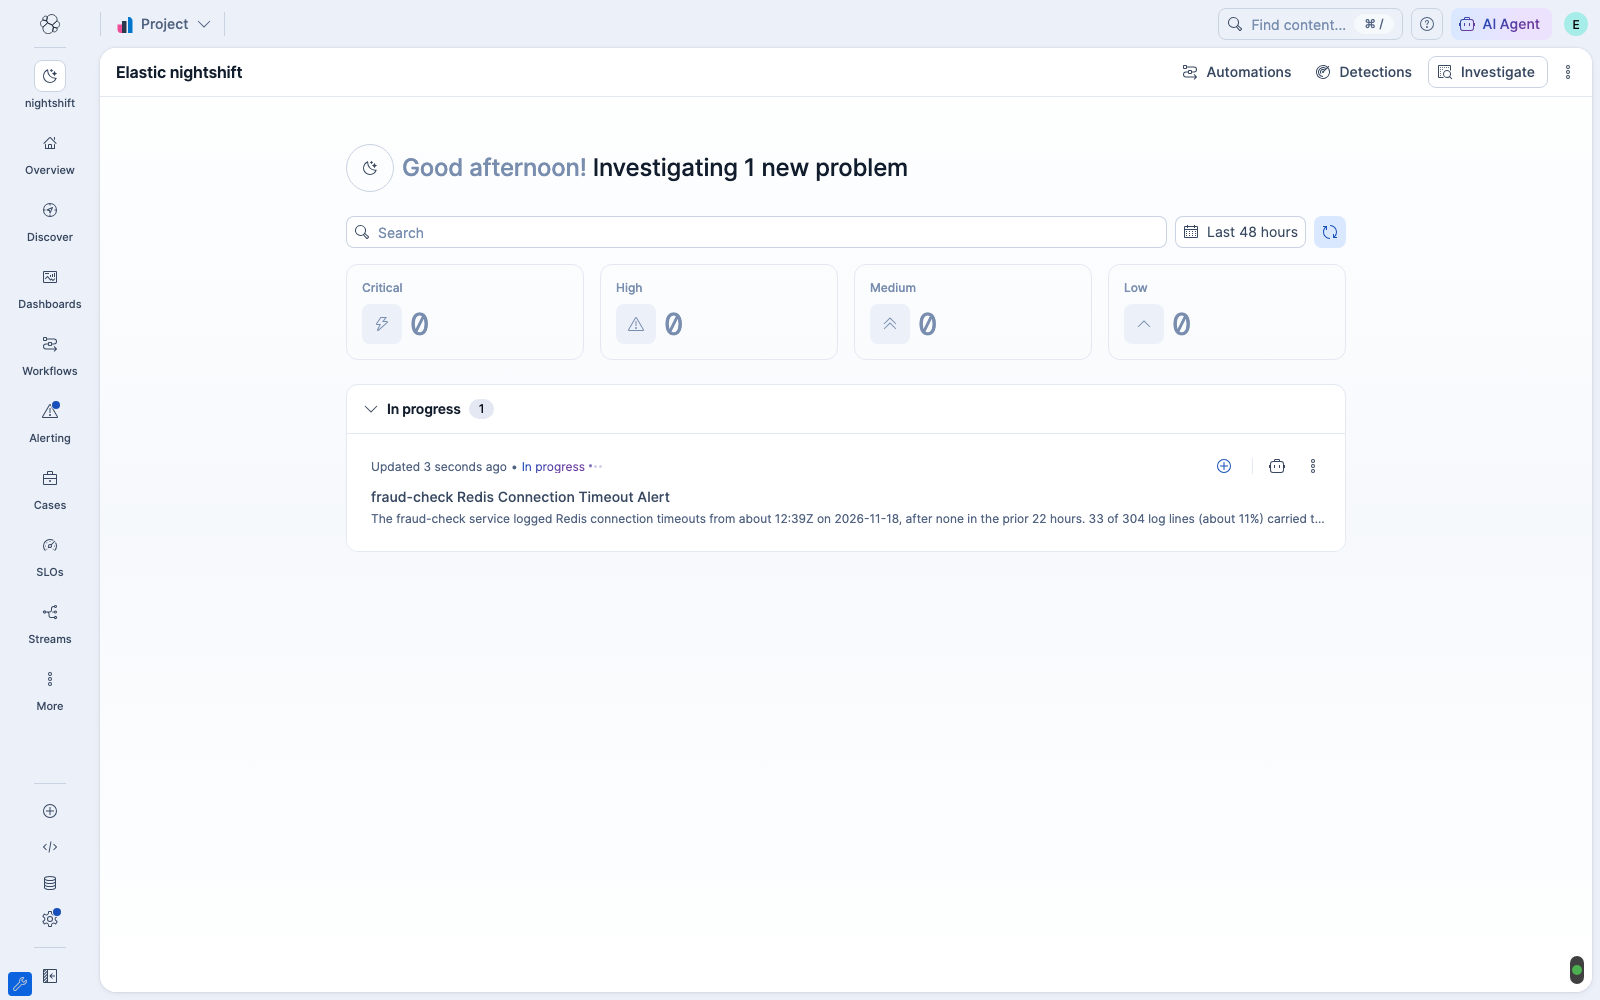 Project
Find content...
⌘ /
AI Agent
E
nightshift
Overview
Discover
Dashboards
Workflows
Alerting
Cases
SLOs
Streams
More
Elastic nightshift
Automations
Detections
Investigate
Good afternoon! Investigating 1 new problem
Search
Last 48 hours
Critical
0
High
0
Medium
0
Low
0
In progress 1
Updated 3 seconds ago • In progress
fraud-check Redis Connection Timeout Alert
The fraud-check service logged Redis connection timeouts from about 12:39Z on 2026-11-18, after none in the prior 22 hours. 33 of 304 log lines (about 11%) carried t...